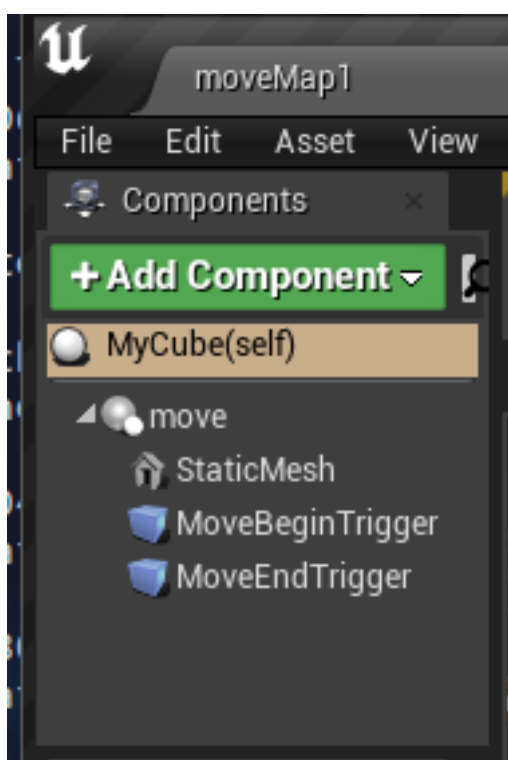 moveMap1
File Edit Asset View
Components
+ Add Component
MyCube(self)
move
StaticMesh
MoveBeginTrigger
MoveEndTrigger